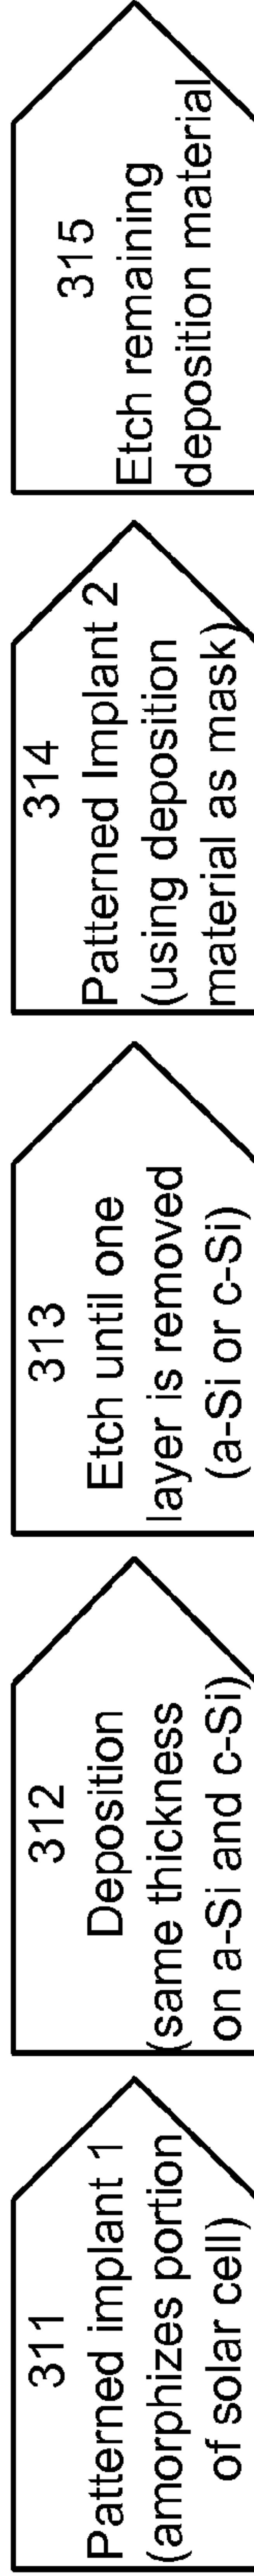 311
Patterned implant 1
(amorphizes portion
of solar cell)
312
Deposition
(same thickness
on a-Si and c-Si)
313
Etch until one
layer is removed
(a-Si or c-Si)
314
Patterned Implant 2
(using deposition
material as mask)
315
Etch remaining
deposition material